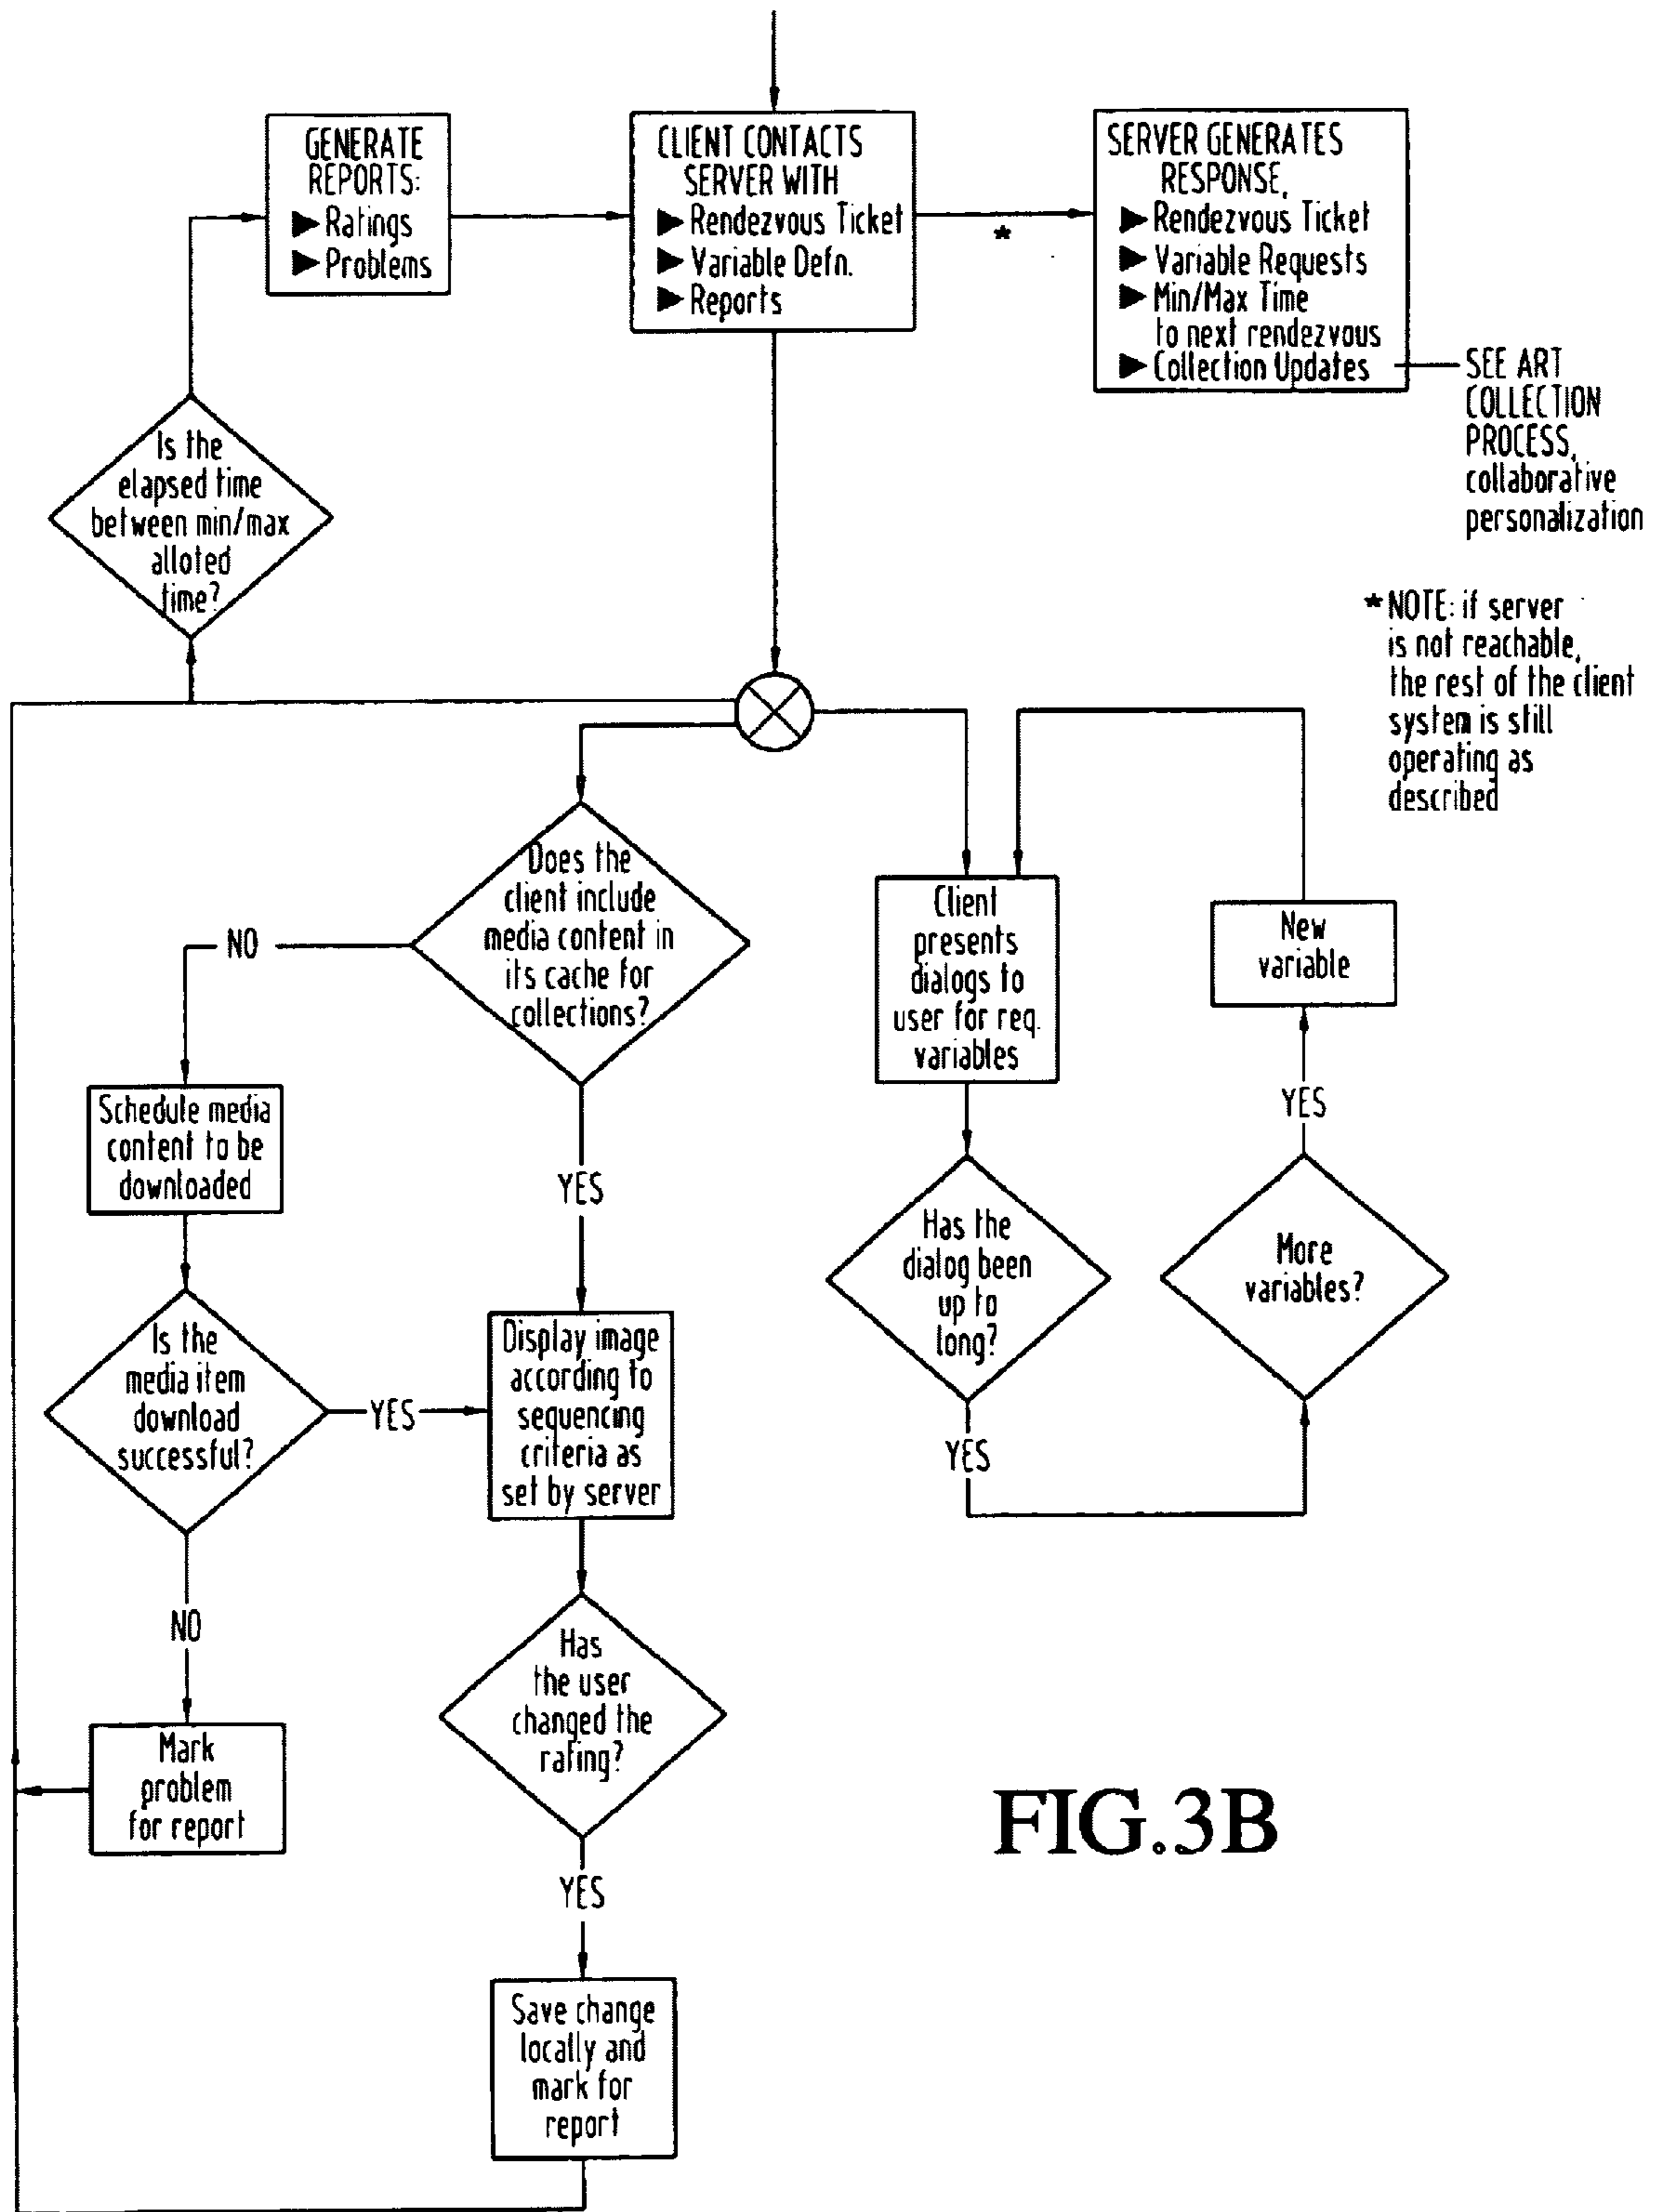 GENERATE
REPORTS:
▶ Ratings
▶ Problems
CLIENT CONTACTS
SERVER WITH
▶ Rendezvous Ticket
▶ Variable Defn.
▶ Reports
*
SERVER GENERATES
RESPONSE,
▶ Rendezvous Ticket
▶ Variable Requests
▶ Min/Max Time
to next rendezvous
▶ Collection Updates
SEE ART
COLLECTION
PROCESS,
collaborative
personalization
Is the
elapsed time
between min/max
alloted
time?
* NOTE: if server
is not reachable,
the rest of the client
system is still
operating as
described
Does the
client include
media content in
its cache for
collections?
NO
YES
Client
presents
dialogs to
user for req.
variables
New
variable
YES
Schedule media
content to be
downloaded
Has the
dialog been
up to
long?
More
variables?
YES
Is the
media item
download
successful?
YES
Display image
according to
sequencing
criteria as
set by server
NO
Has
the user
changed the
rating?
Mark
problem
for report
YES
Save change
locally and
mark for
report
FIG.3B